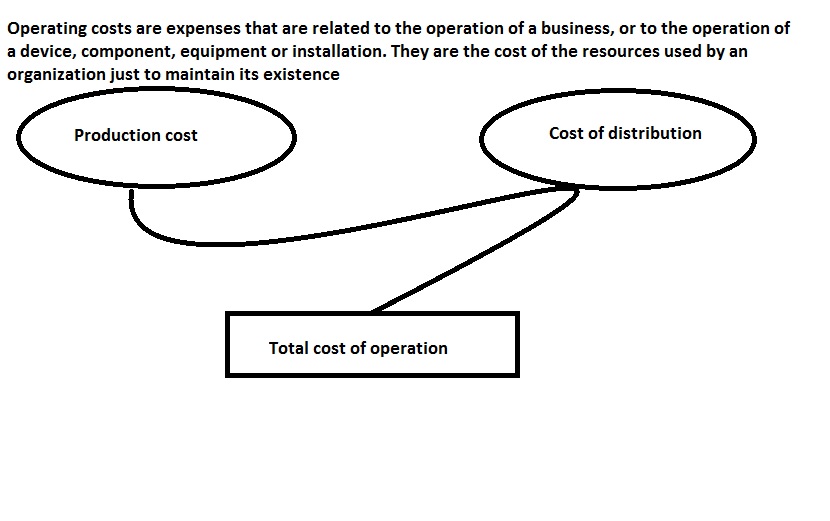 Operating costs are expenses that are related to the operation of a business, or to the operation of
a device, component, equipment or installation. They are the cost of the resources used by an
organization just to maintain its existence
Production cost
Cost of distribution
Total cost of operation